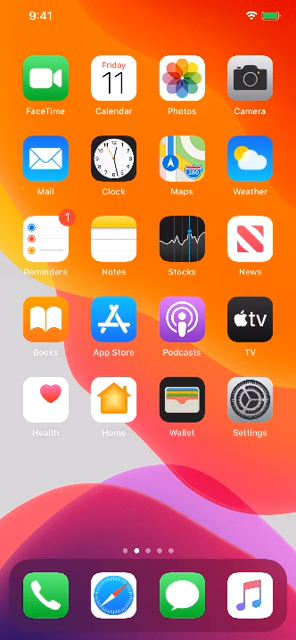 9:41
Friday
11
FaceTime
Calendar
Photos
Camera
280
Mail
Clock
Maps
Weather
1
Reminders
Notes
Stocks
News
tv
Books
App Store
Podcasts
TV
Health
Home
Wallet
Settings